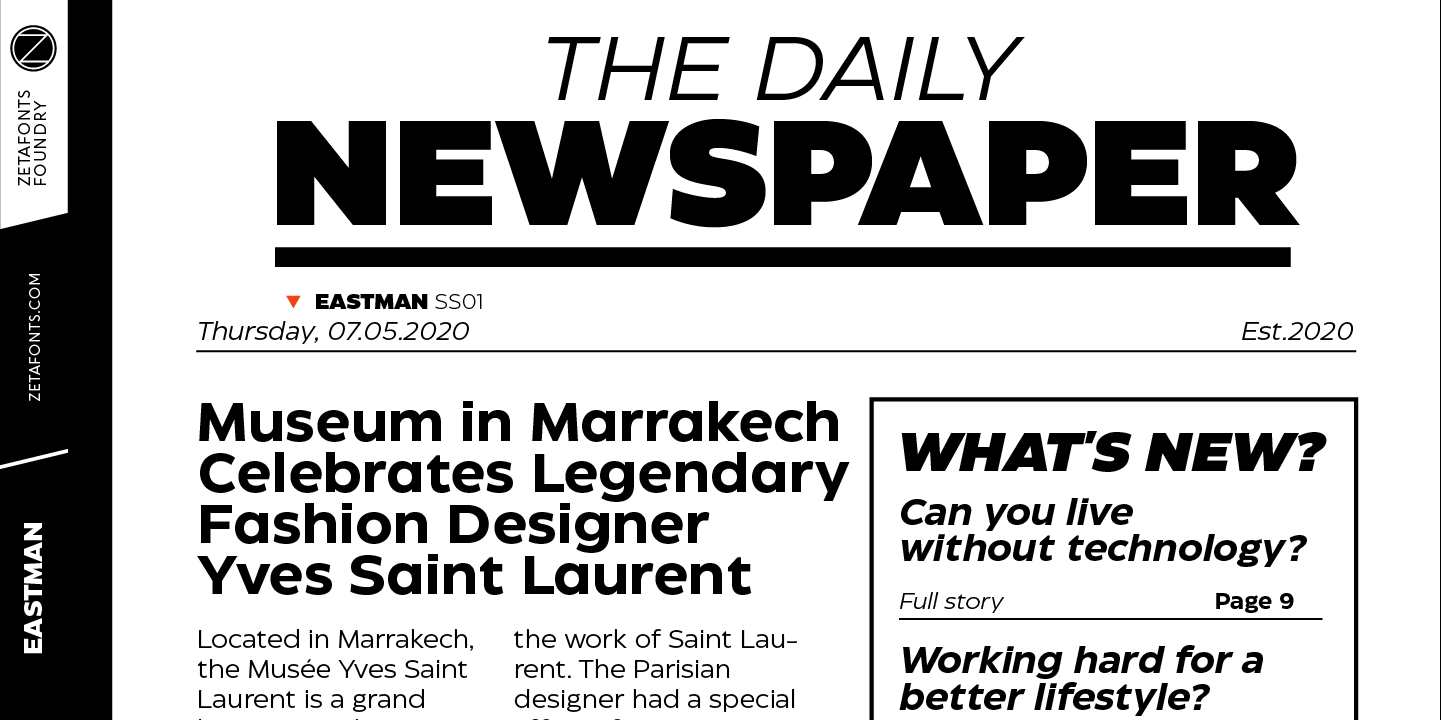 ZETAFONTS
FOUNDRY
ZETAFONTS.COM
EASTMAN
THE DAILY
NEWSPAPER
EASTMAN SS01
Thursday, 07.05.2020
Est.2020
Museum in Marrakech
Celebrates Legendary
Fashion Designer
Yves Saint Laurent
Located in Marrakech,
the Musée Yves Saint
Laurent is a grand
the work of Saint Lau-
rent. The Parisian
designer had a special
WHAT'S NEW?
Can you live
without technology?
Full story
Page 9
Working hard for a
better lifestyle?